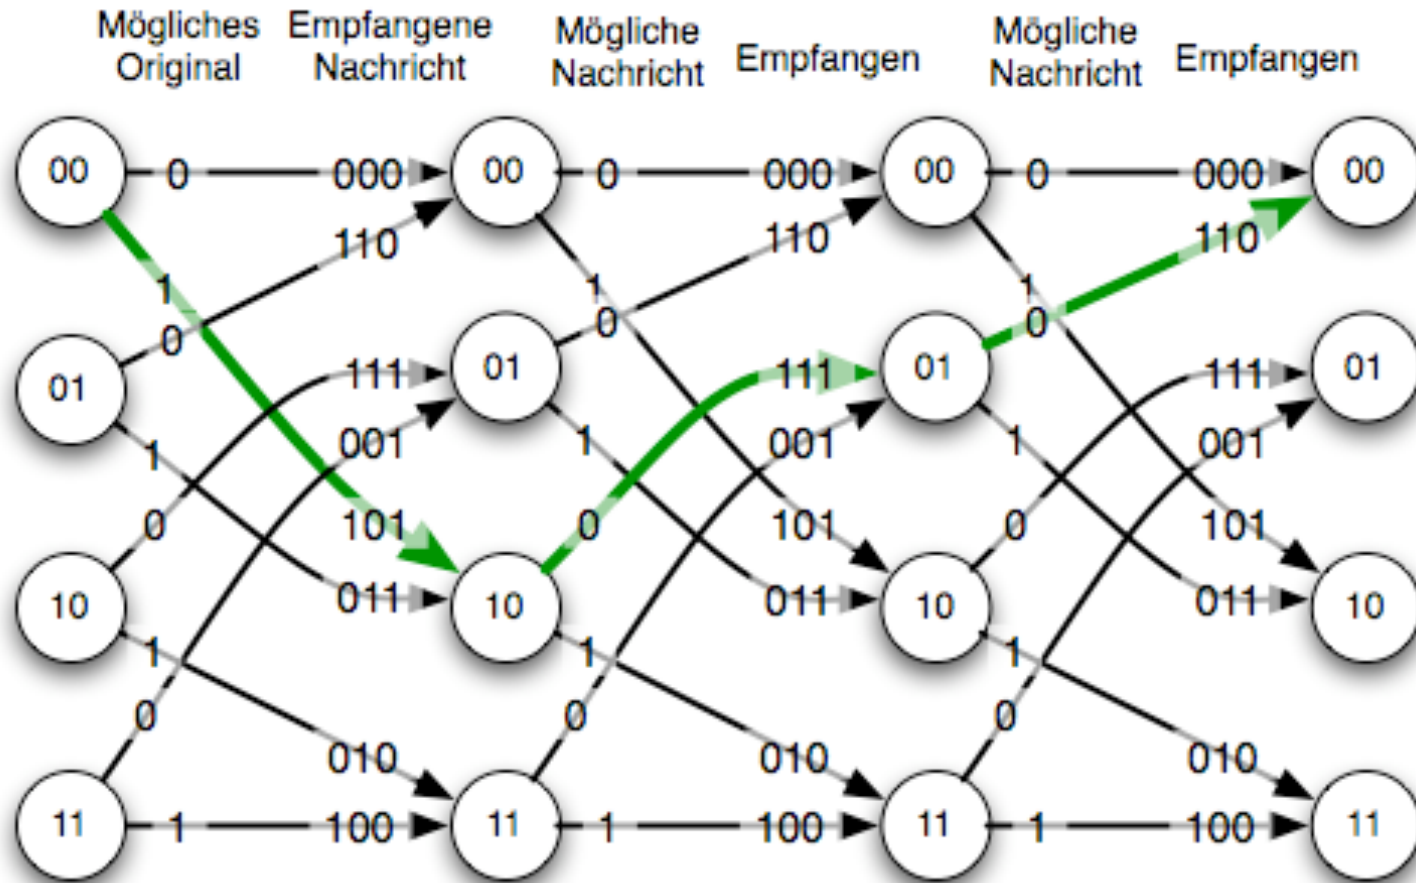 Mögliches Original
Empfangene Nachricht
Mögliche Nachricht
Empfangen
Mögliche Nachricht
Empfangen
00 0 000 00 0 000 00 0 000 00
110 110 110
1 1 1
0 0 0
01 111 01 111 01 111 01
1 001 1 001 1 001
0 101 0 101 0 101
10 011 10 011 10 011 10
1 1 1
0 0 0
010 010 010
11 1 100 11 1 100 11 1 100 11